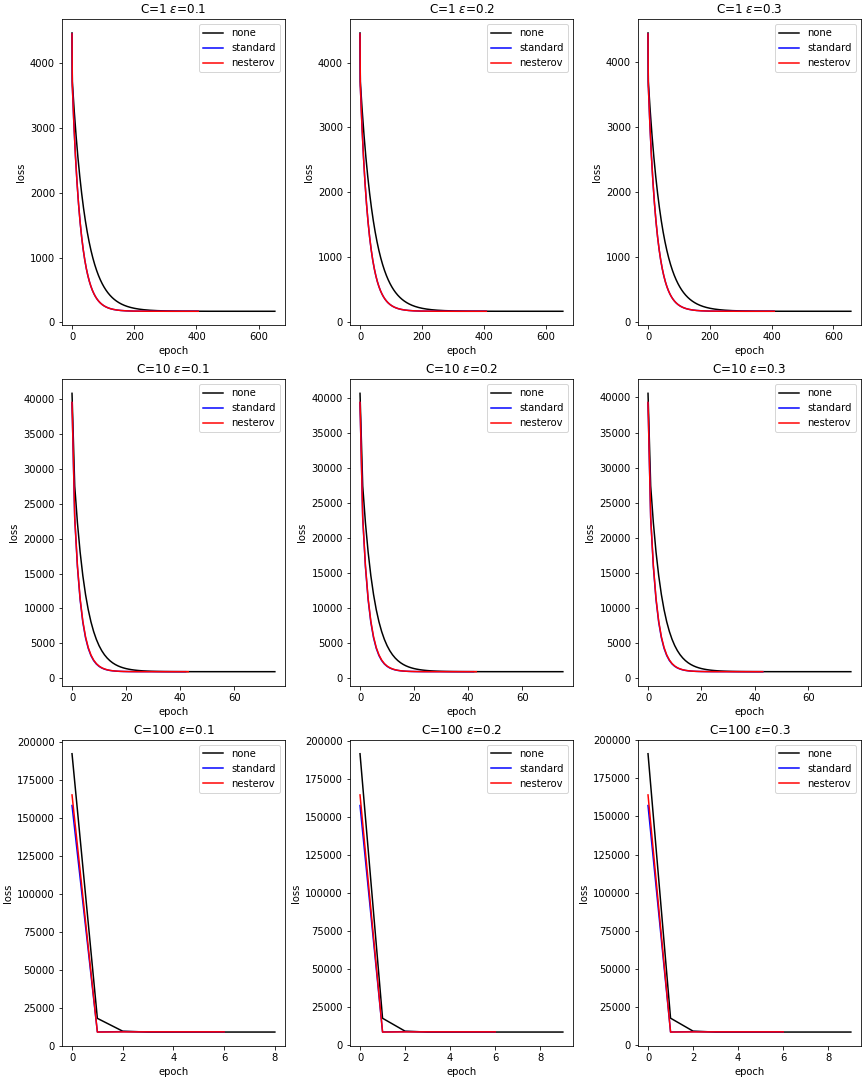 C=1 ε=0.1
none
standard
nesterov
4000
3000
2000
1000
0
loss
0 200 400 600
epoch
C=1 ε=0.2
none
standard
nesterov
4000
3000
2000
1000
0
loss
0 200 400 600
epoch
C=1 ε=0.3
none
standard
nesterov
4000
3000
2000
1000
0
loss
0 200 400 600
epoch
C=10 ε=0.1
none
standard
nesterov
40000
35000
30000
25000
20000
15000
10000
5000
0
loss
0 20 40 60
epoch
C=10 ε=0.2
none
standard
nesterov
40000
35000
30000
25000
20000
15000
10000
5000
0
loss
0 20 40 60
epoch
C=10 ε=0.3
none
standard
nesterov
40000
35000
30000
25000
20000
15000
10000
5000
0
loss
0 20 40 60
epoch
C=100 ε=0.1
none
standard
nesterov
200000
175000
150000
125000
100000
75000
50000
25000
0
loss
0 2 4 6 8
epoch
C=100 ε=0.2
none
standard
nesterov
200000
175000
150000
125000
100000
75000
50000
25000
0
loss
0 2 4 6 8
epoch
C=100 ε=0.3
none
standard
nesterov
200000
175000
150000
125000
100000
75000
50000
25000
0
loss
0 2 4 6 8
epoch